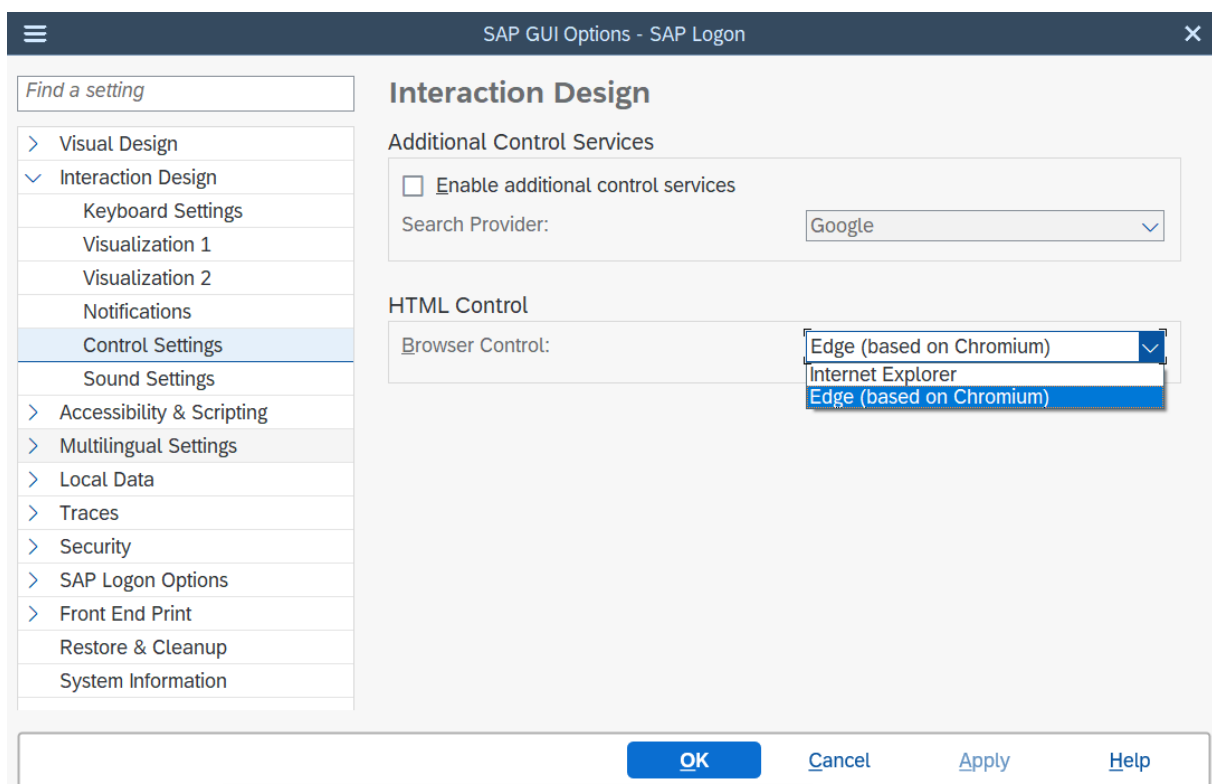 SAP GUI Options - SAP Logon
Find a setting
Visual Design
Interaction Design
Keyboard Settings
Visualization 1
Visualization 2
Notifications
Control Settings
Sound Settings
Accessibility & Scripting
Multilingual Settings
Local Data
Traces
Security
SAP Logon Options
Front End Print
Restore & Cleanup
System Information
Interaction Design
Additional Control Services
Enable additional control services
Search Provider: Google
HTML Control
Browser Control: Edge (based on Chromium)
Internet Explorer
Edge (based on Chromium)
OK Cancel Apply Help